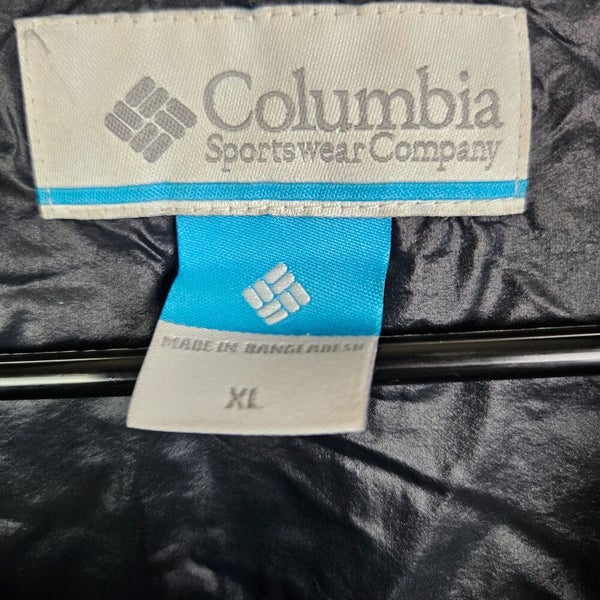 Columbia
Sportswear Company
MADE IN BANGLADESH
XL